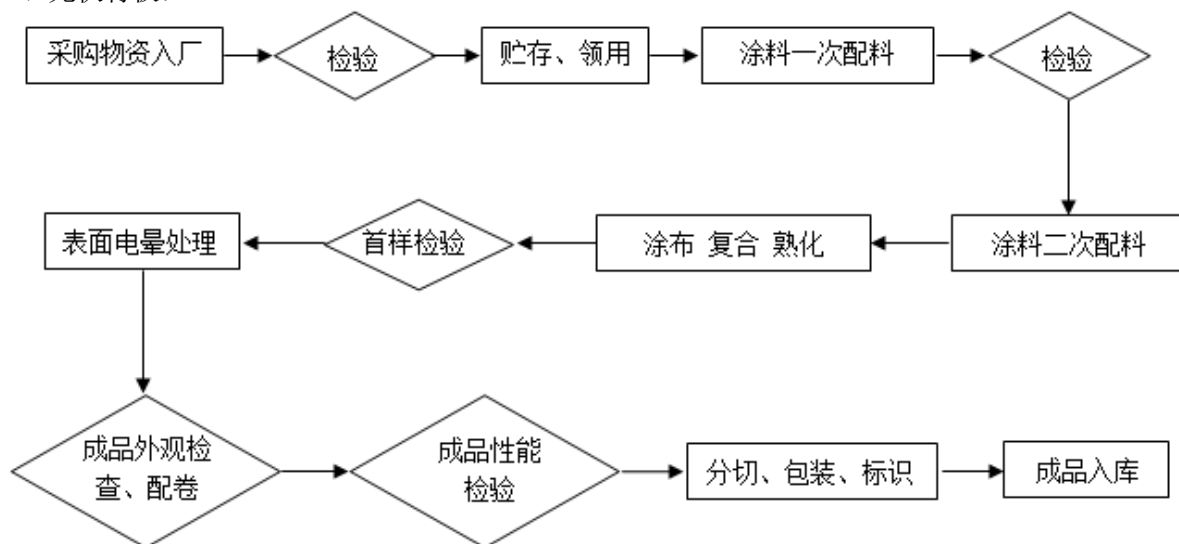 采购物资入厂
检验
贮存、领用
涂料一次配料
检验
表面电晕处理
首样检验
涂布 复合 熟化
涂料二次配料
成品外观检
查、配卷
成品性能
检验
分切、包装、标识
成品入库